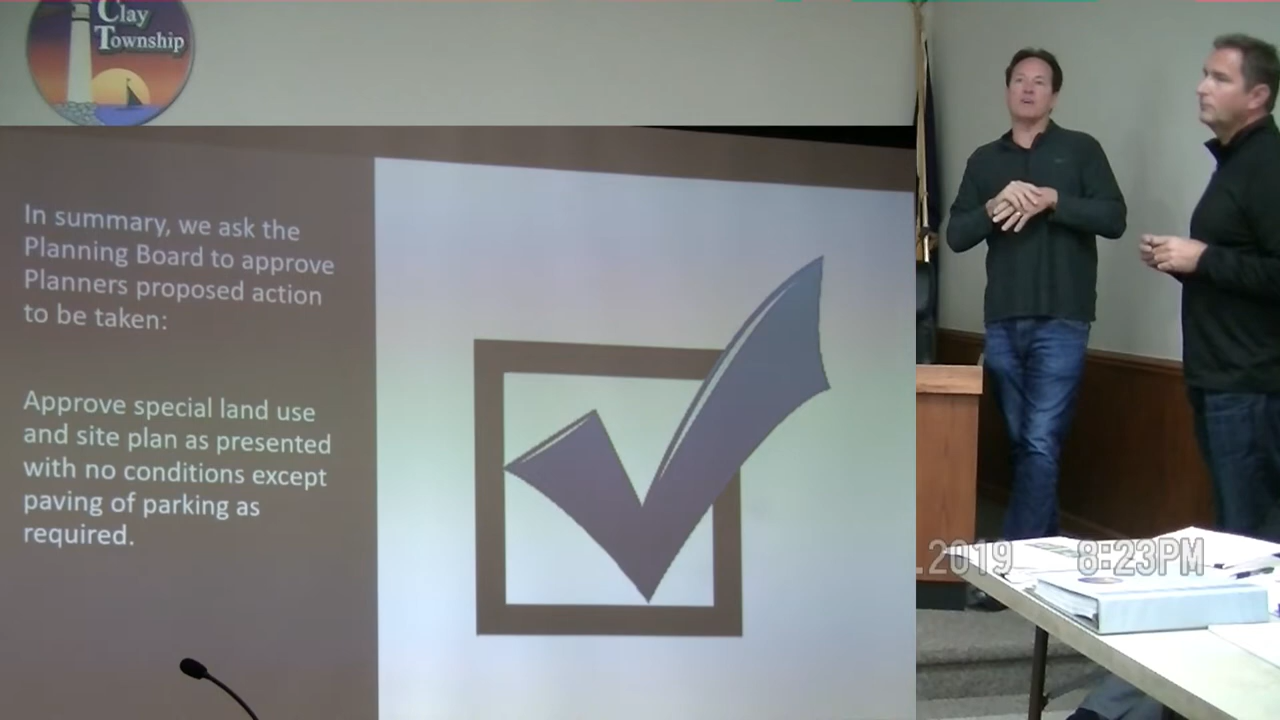 Clay
Township
In summary, we ask the
Planning Board to approve
Planners proposed action
to be taken:
Approve special land use
and site plan as presented
with no conditions except
paving of parking as
required.
2019 8:23PM